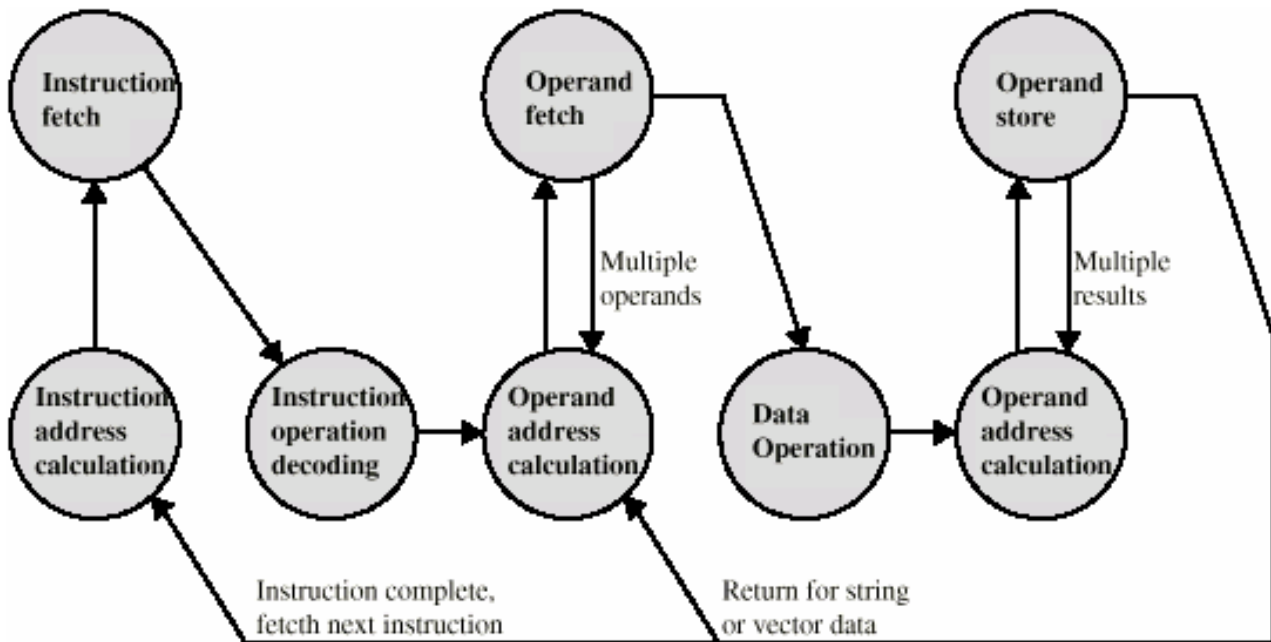 Instruction
fetch
Operand
fetch
Operand
store
Multiple
operands
Multiple
results
Instruction
address
calculation
Instruction
operation
decoding
Operand
address
calculation
Data
Operation
Operand
address
calculation
Instruction complete,
fetcth next instruction
Return for string
or vector data